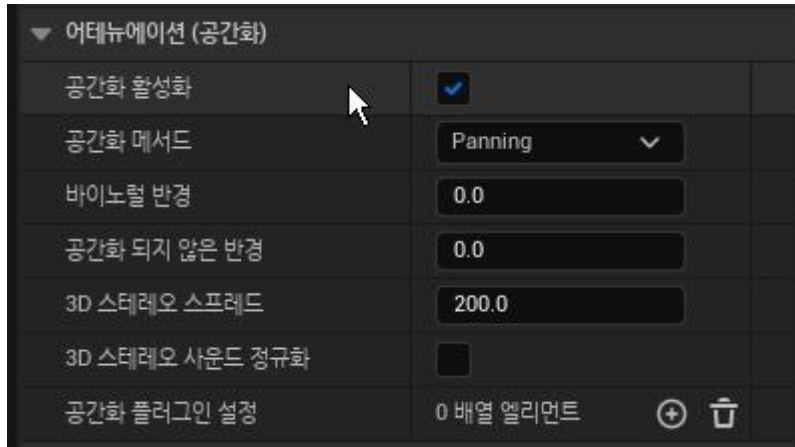 어테뉴에이션 (공간화)
공간화 활성화
공간화 메서드 Panning
바이노럴 반경 0.0
공간화 되지 않은 반경 0.0
3D 스테레오 스프레드 200.0
3D 스테레오 사운드 정규화
공간화 플러그인 설정 0 배열 엘리먼트